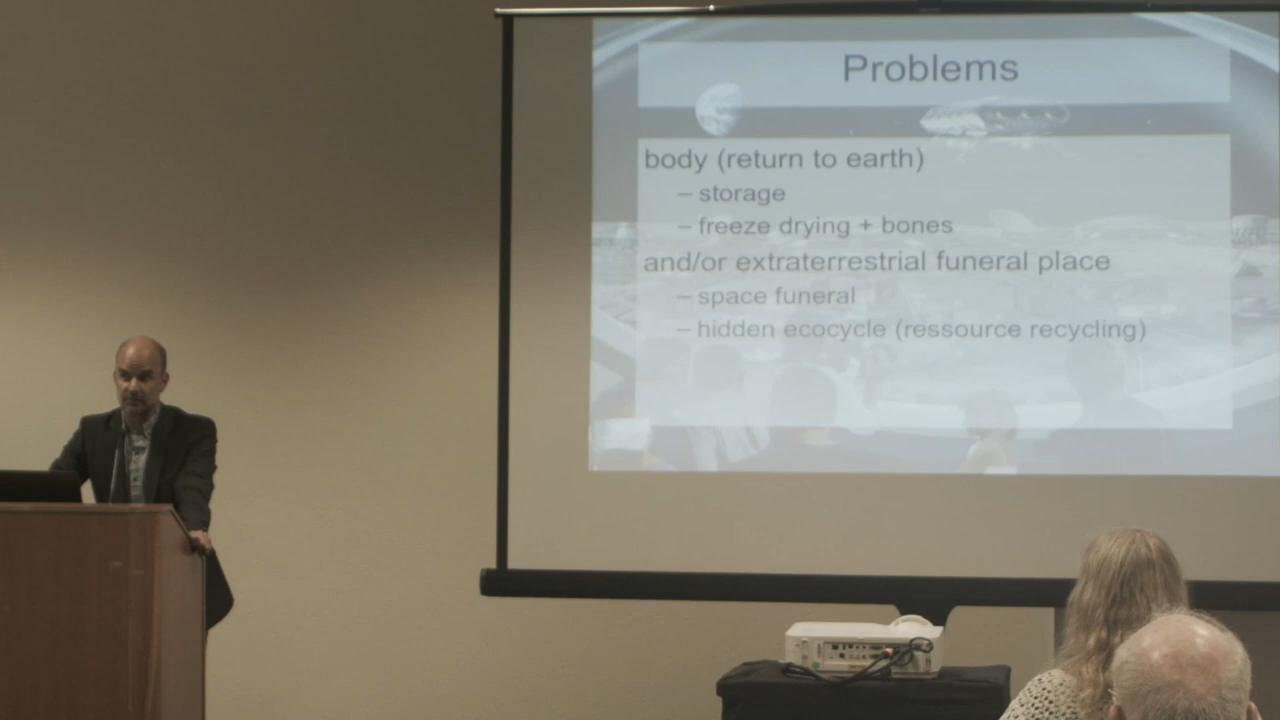 Problems
body (return to earth)
– storage
– freeze drying + bones
and/or extraterrestrial funeral place
– space funeral
– hidden ecocycle (ressource recycling)